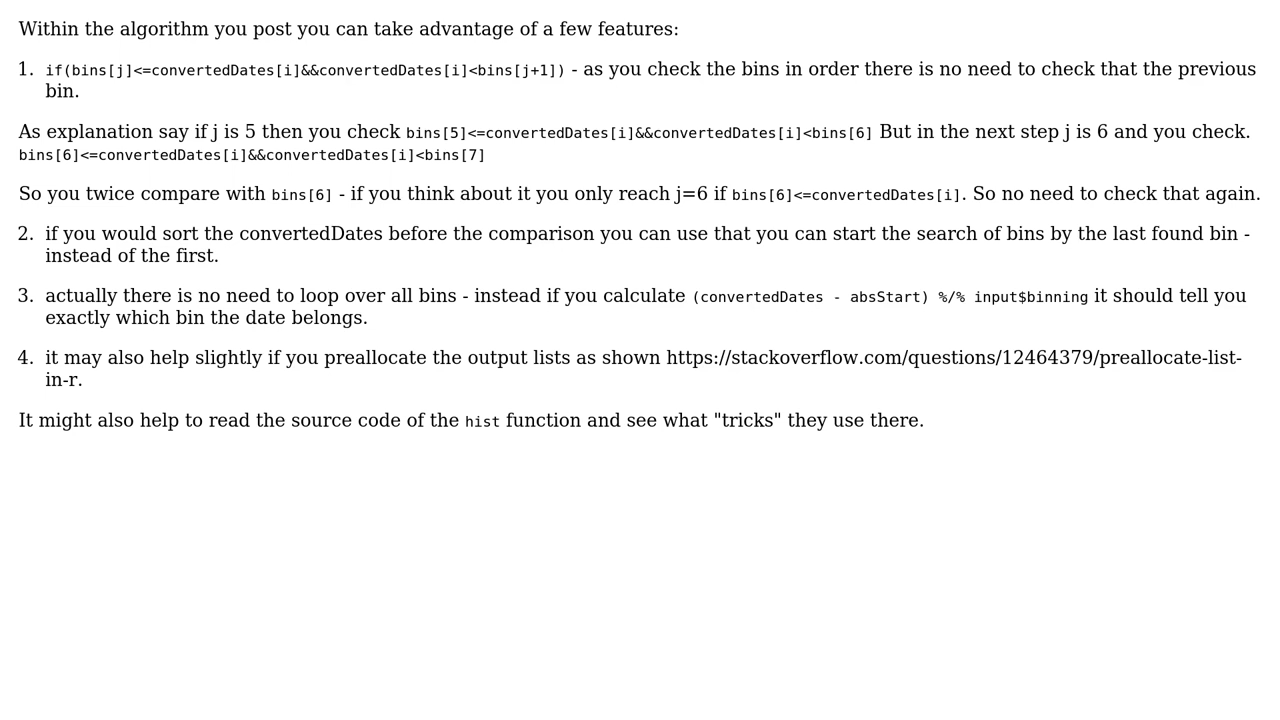 Within the algorithm you post you can take advantage of a few features:
1. if(bins[j]<=convertedDates[i]&&convertedDates[i]<bins[j+1]) - as you check the bins in order there is no need to check that the previous
bin.
As explanation say if j is 5 then you check bins[5]<=convertedDates[i]&&convertedDates[i]<bins[6] But in the next step j is 6 and you check.
bins[6]<=convertedDates[i]&&convertedDates[i]<bins[7]
So you twice compare with bins[6] - if you think about it you only reach j=6 if bins[6]<=convertedDates[i]. So no need to check that again.
2. if you would sort the convertedDates before the comparison you can use that you can start the search of bins by the last found bin -
instead of the first.
3. actually there is no need to loop over all bins - instead if you calculate (convertedDates - absStart) %/% input$binning it should tell you
exactly which bin the date belongs.
4. it may also help slightly if you preallocate the output lists as shown https://stackoverflow.com/questions/12464379/preallocate-list-
in-r.
It might also help to read the source code of the hist function and see what "tricks" they use there.